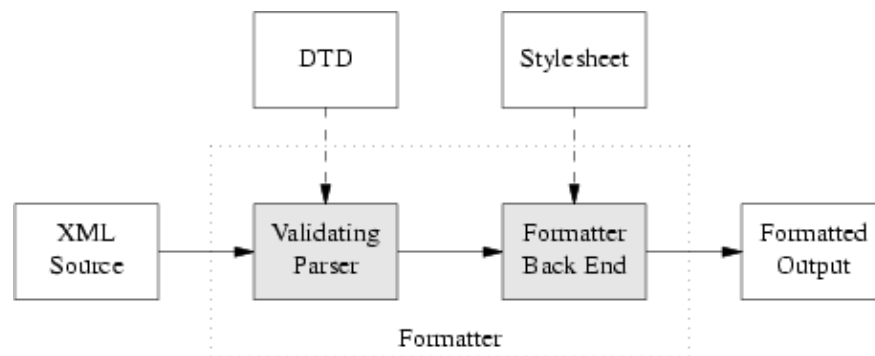 DTD
Stylesheet
XML
Source
Validating
Parser
Formatter
Back End
Formatted
Output
Formatter